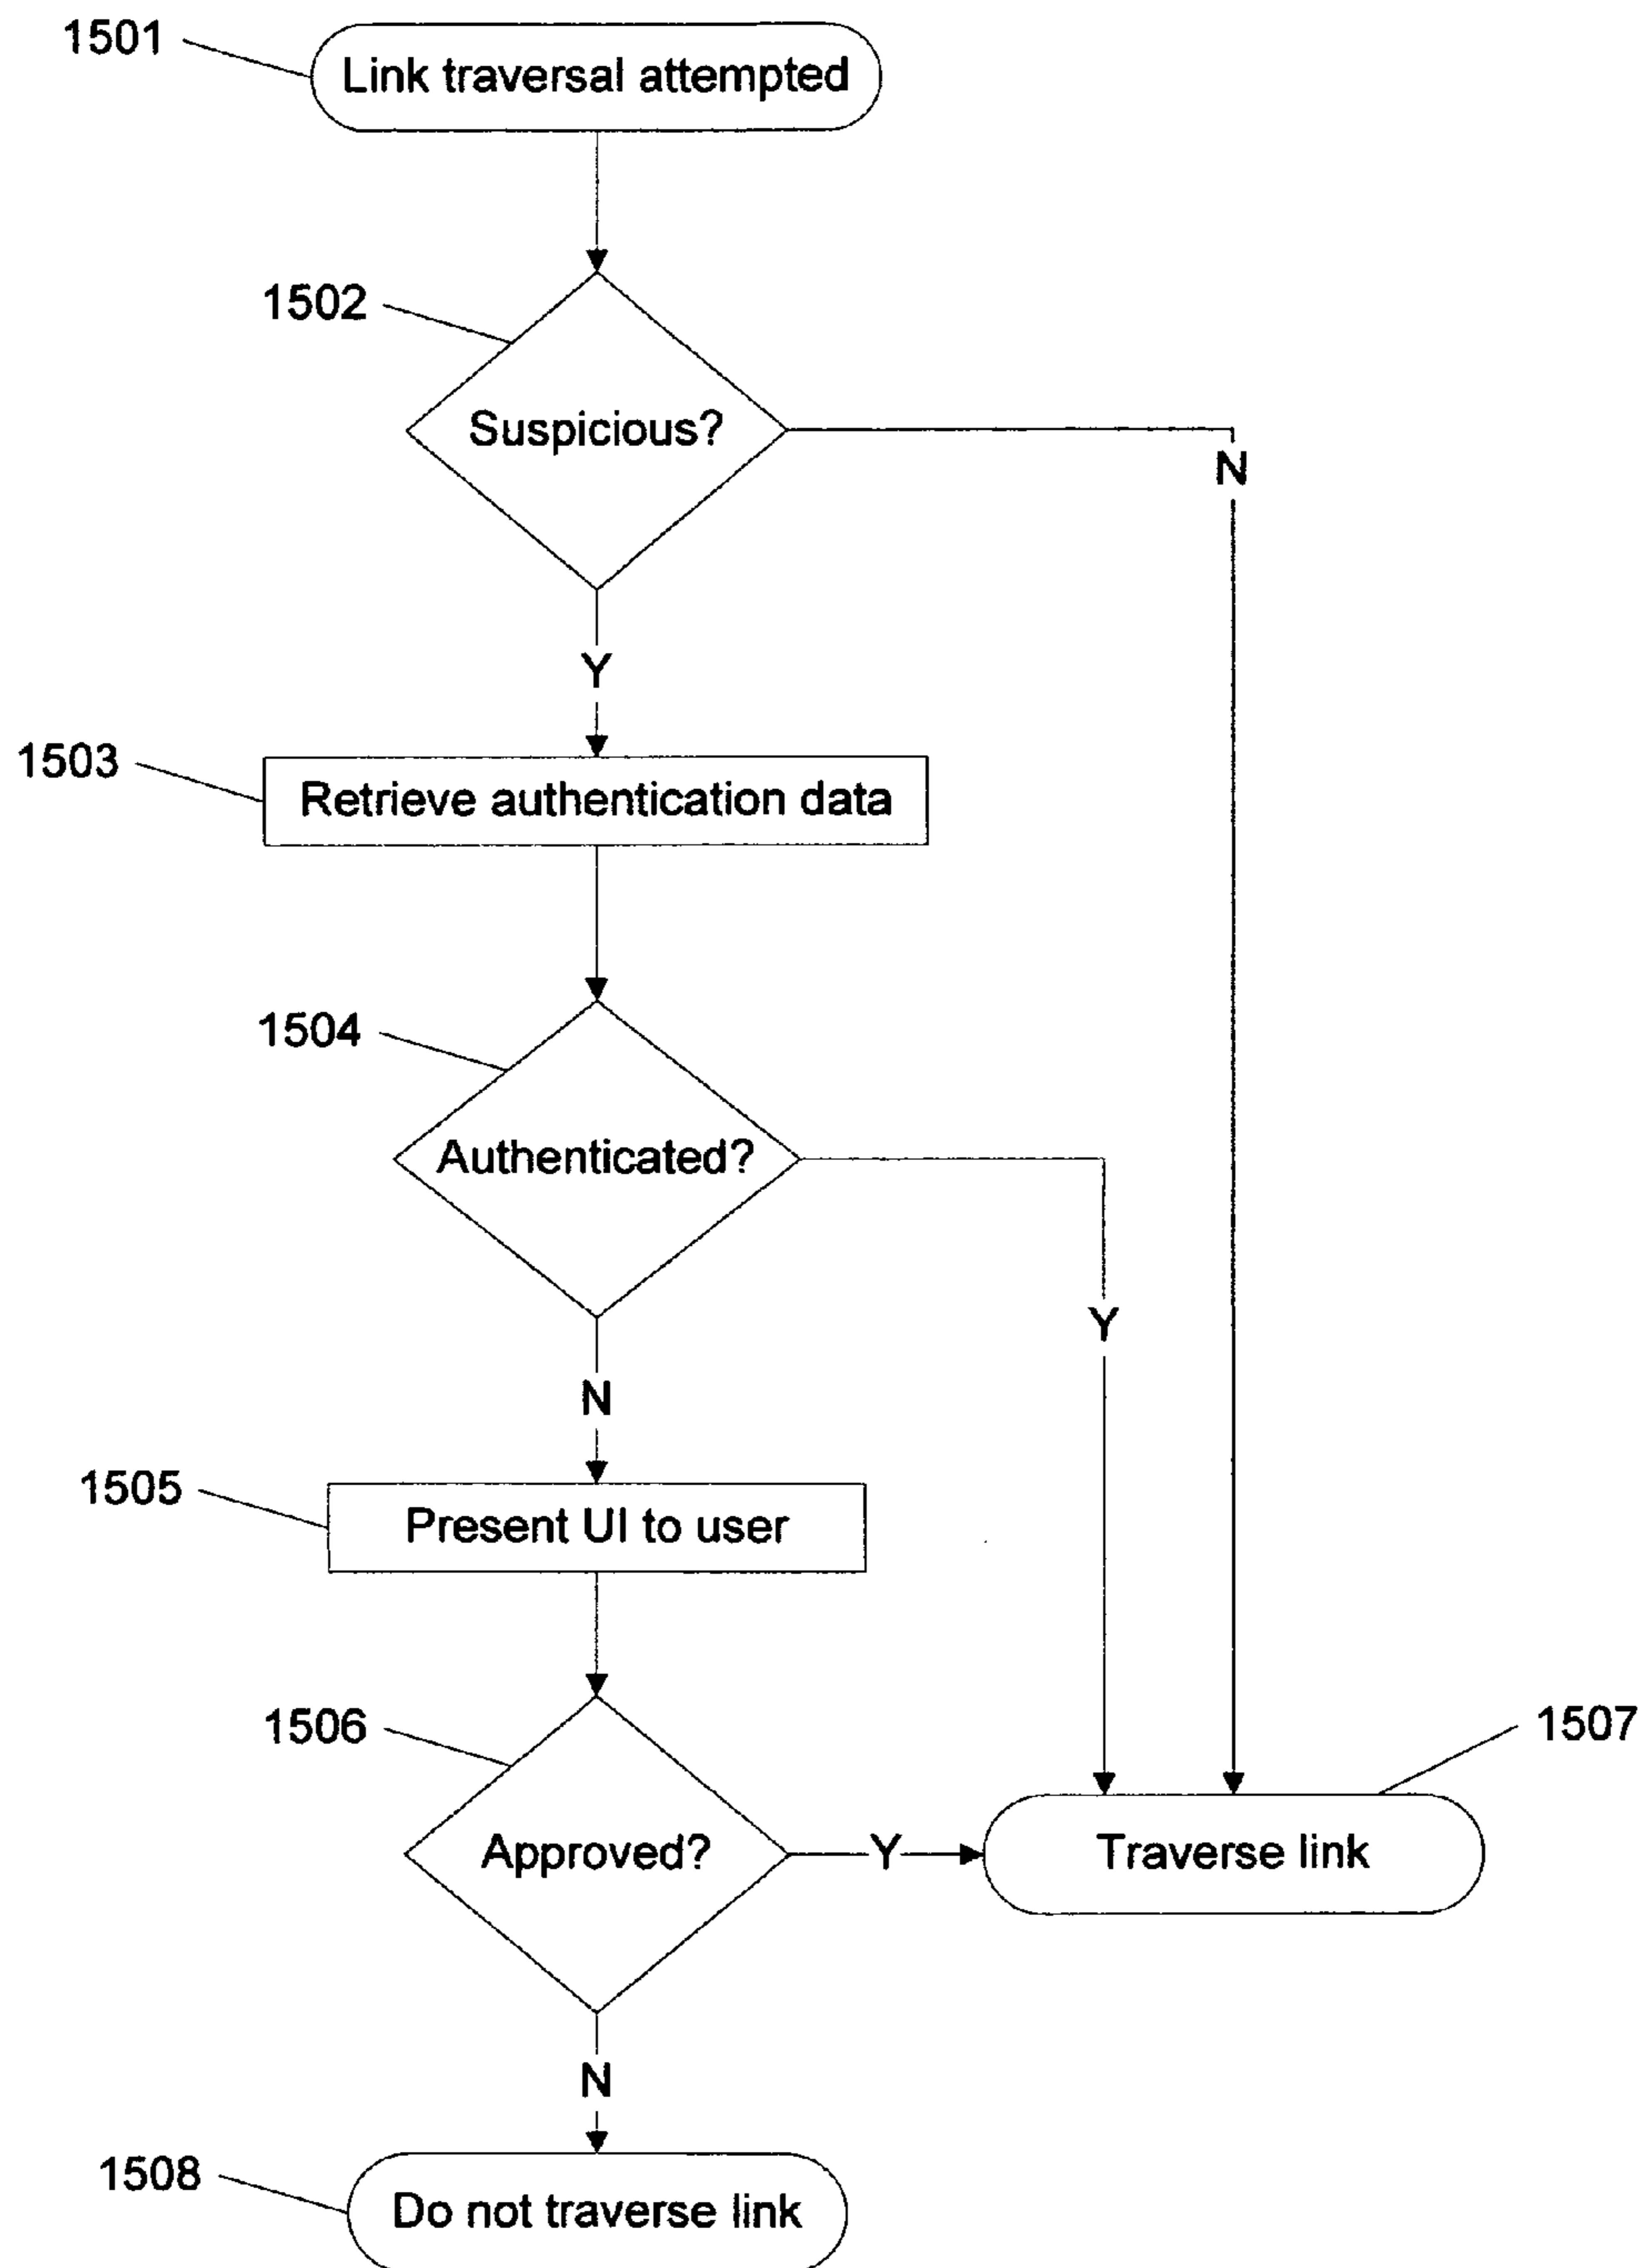 1501
Link traversal attempted
1502
Suspicious?
N
Y
1503
Retrieve authentication data
1504
Authenticated?
Y
N
1505
Present UI to user
1506
1507
Approved?
Y
Traverse link
N
1508
Do not traverse link